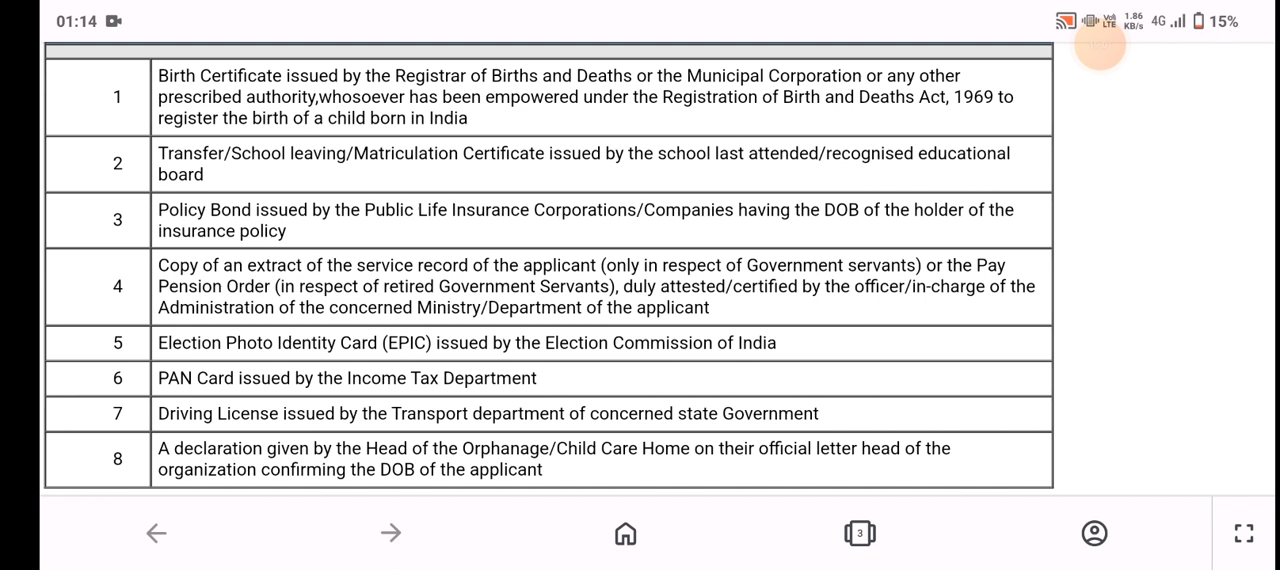 01:14
Vo) LTE 1.86 KB/s 4G 15%
1
Birth Certificate issued by the Registrar of Births and Deaths or the Municipal Corporation or any other
prescribed authority,whosoever has been empowered under the Registration of Birth and Deaths Act, 1969 to
register the birth of a child born in India
2
Transfer/School leaving/Matriculation Certificate issued by the school last attended/recognised educational
board
3
Policy Bond issued by the Public Life Insurance Corporations/Companies having the DOB of the holder of the
insurance policy
4
Copy of an extract of the service record of the applicant (only in respect of Government servants) or the Pay
Pension Order (in respect of retired Government Servants), duly attested/certified by the officer/in-charge of the
Administration of the concerned Ministry/Department of the applicant
5
Election Photo Identity Card (EPIC) issued by the Election Commission of India
6
PAN Card issued by the Income Tax Department
7
Driving License issued by the Transport department of concerned state Government
8
A declaration given by the Head of the Orphanage/Child Care Home on their official letter head of the
organization confirming the DOB of the applicant
3